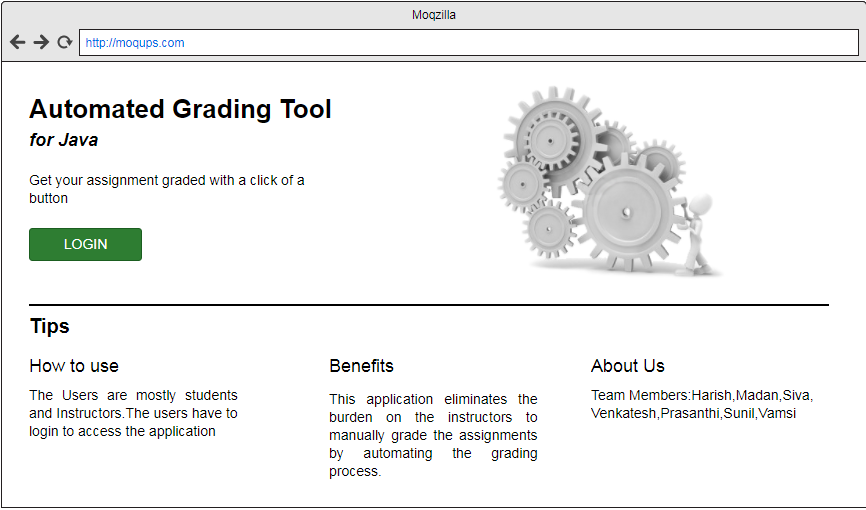 Moqzilla
http://moqups.com
Automated Grading Tool
for Java
Get your assignment graded with a click of a
button
LOGIN
Tips
How to use
The Users are mostly students
and Instructors.The users have to
login to access the application
Benefits
This application eliminates the
burden on the instructors to
manually grade the assignments
by automating the grading
process.
About Us
Team Members:Harish,Madan,Siva,
Venkatesh,Prasanthi,Sunil,Vamsi